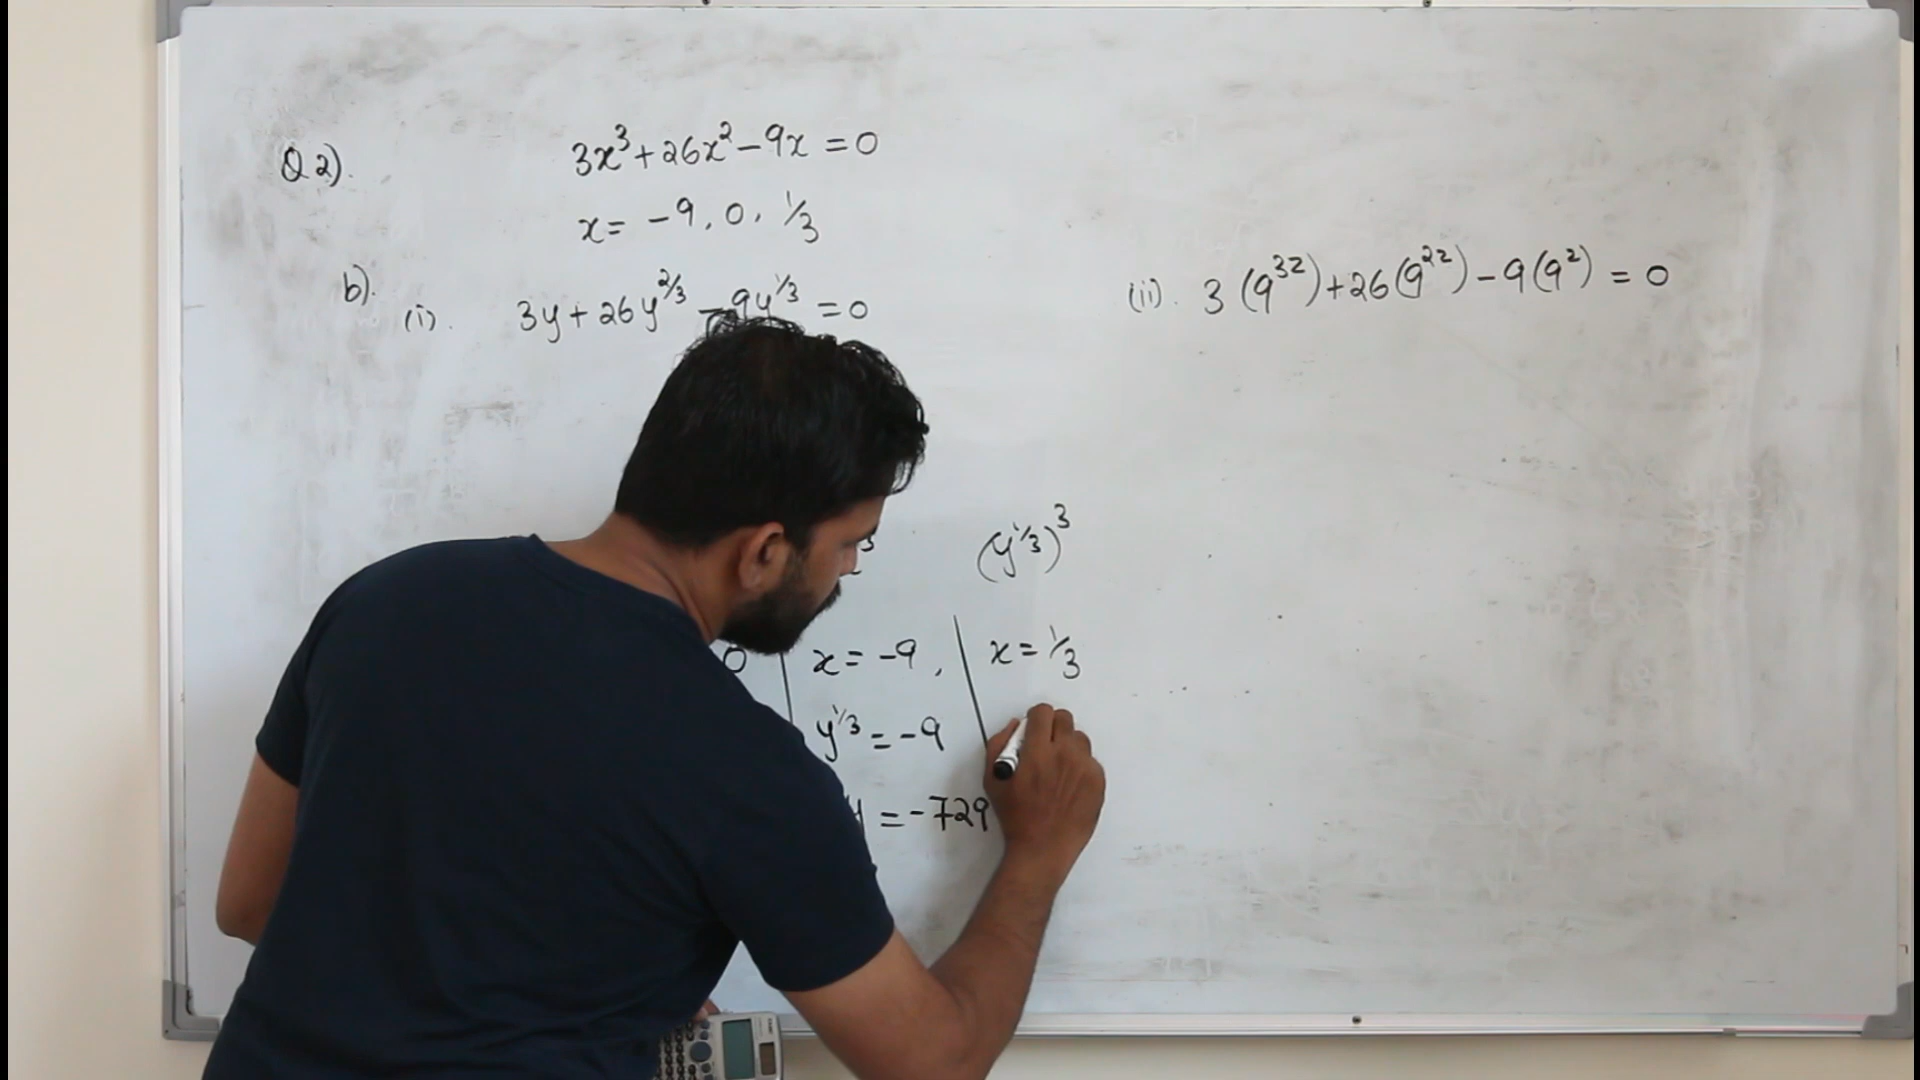 Q2). 3x³+26x²-9x=0
x= -9, 0, 1/3
b).
(i). 3y+26y^(2/3) -9y^(1/3) =0
(y^(1/3))³
0 | x=-9, | x=1/3
y^(1/3)=-9
y=-729
(ii). 3(9^(3z))+26(9^(2z))-9(9^z)=0